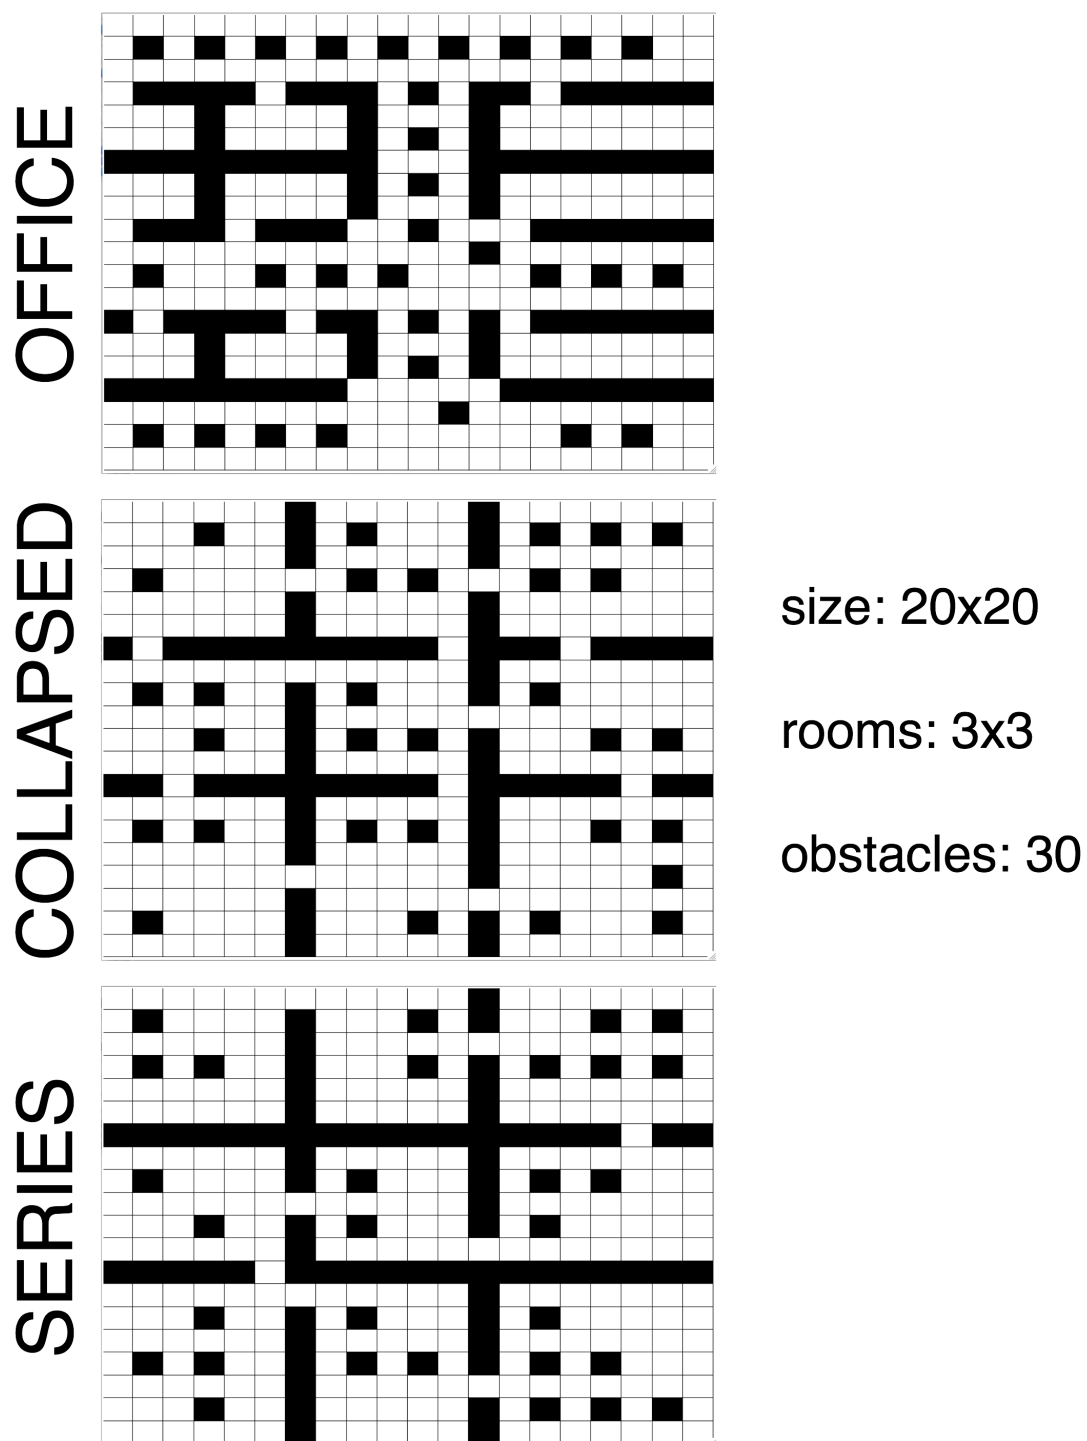 OFFICE
COLLAPSED
SERIES
size: 20x20
rooms: 3x3
obstacles: 30